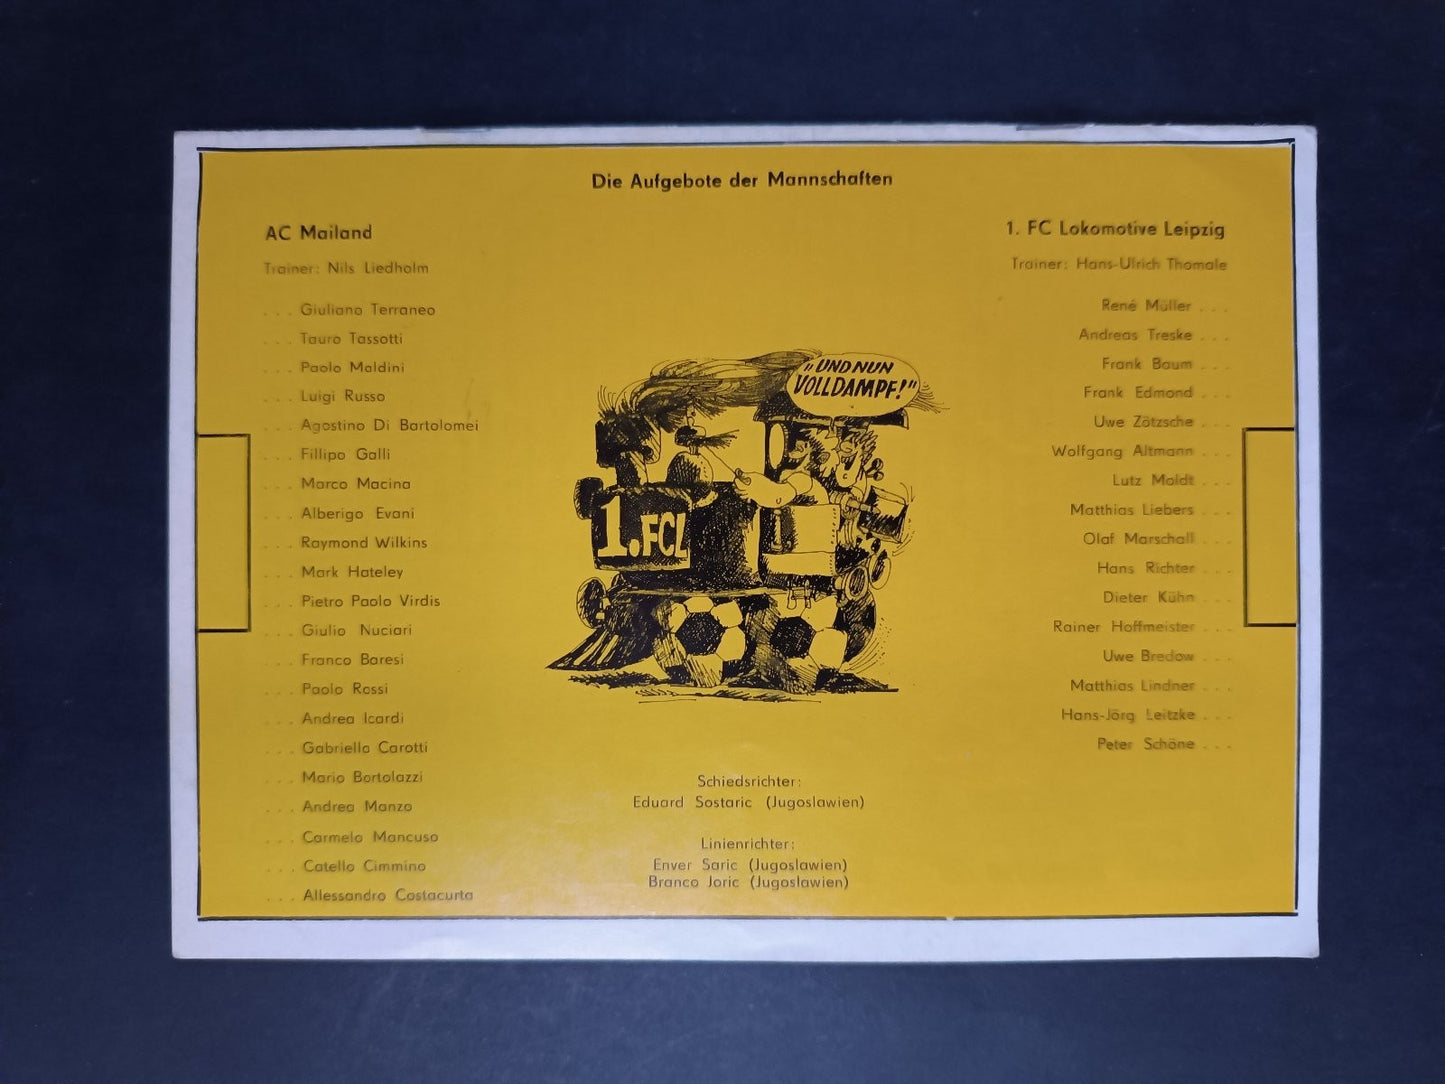 Die Aufgebote der Mannschaften
AC Mailand
Trainer: Nils Liedholm
. . . Giuliano Terraneo
. . . Tauro Tassotti
. . . Paolo Maldini
. . . Luigi Russo
. . . Agostino Di Bartolomei
. . . Fillipo Galli
. . . Marco Macina
. . . Alberigo Evani
. . . Raymond Wilkins
. . . Mark Hateley
. . . Pietro Paolo Virdis
. . . Giulio Nuciari
. . . Franco Baresi
. . . Paolo Rossi
. . . Andrea Icardi
. . . Gabriello Carotti
. . . Mario Bortolazzi
. . . Andrea Manzo
. . . Carmelo Mancuso
. . . Catello Cimmino
. . . Allessandro Costacurta
"UND NUN
VOLLDAMPF!"
1.FCL
Schiedsrichter:
Eduard Sostaric (Jugoslawien)
Linienrichter:
Enver Saric (Jugoslawien)
Branco Joric (Jugoslawien)
1. FC Lokomotive Leipzig
Trainer: Hans-Ulrich Thomale
René Müller . . .
Andreas Treske . . .
Frank Baum . . .
Frank Edmond . . .
Uwe Zötzsche . . .
Wolfgang Altmann . . .
Lutz Moldt . . .
Matthias Liebers . . .
Olaf Marschall . . .
Hans Richter . . .
Dieter Kühn . . .
Rainer Hoffmeister . . .
Uwe Bredow . . .
Matthias Lindner . . .
Hans-Jörg Leitzke . . .
Peter Schöne . . .